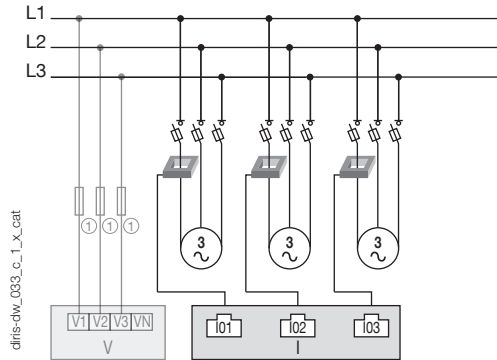 L1
L2
L3
1 1 1
3 3 3
V1 V2 V3 VN
V
I01 I02 I03
I
diris-dw_033_c_1_x_cat